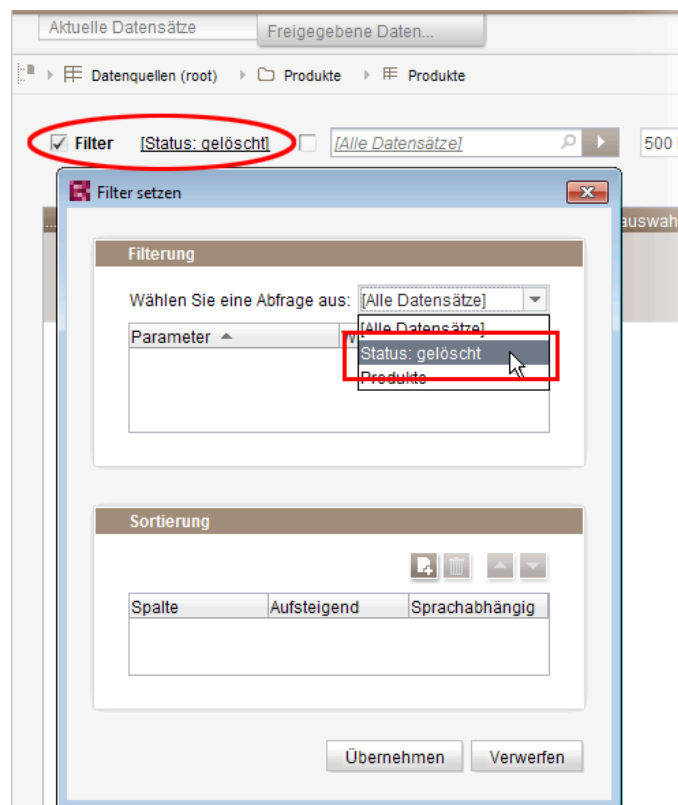 Aktuelle Datensätze Freigegebene Daten...
Datenquellen (root) Produkte Produkte
Filter [Status: gelöscht] [Alle Datensätze] 500
Filter setzen
... auswah
Filterung
Wählen Sie eine Abfrage aus: [Alle Datensätze]
Parameter [Alle Datensätze]
Status: gelöscht
Produkte
Sortierung
Spalte Aufsteigend Sprachabhängig
Übernehmen Verwerfen